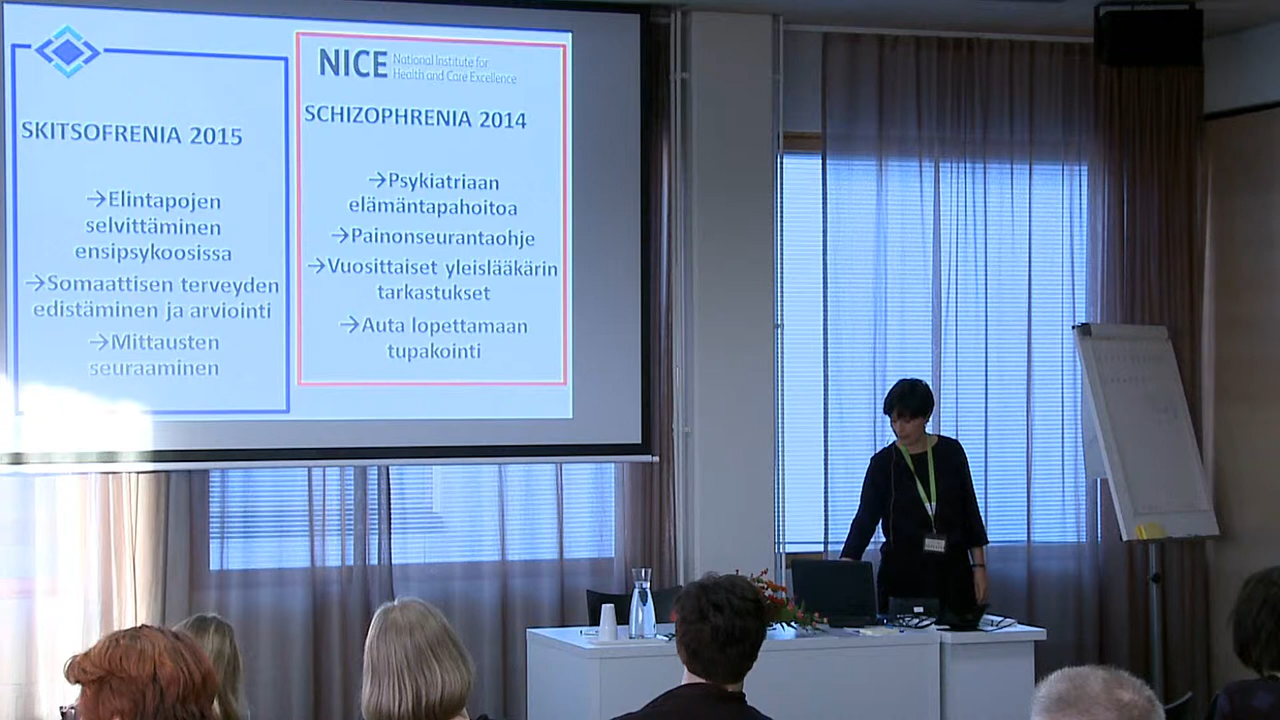 SKITSOFRENIA 2015
→Elintapojen
selvittäminen
ensipsykoosissa
→Somaattisen terveyden
edistäminen ja arviointi
→Mittausten
seuraaminen
NICE National Institute for
Health and Care Excellence
SCHIZOPHRENIA 2014
→Psykiatriaan
elämäntapahoitoa
→Painonseurantaohje
→Vuosittaiset yleislääkärin
tarkastukset
→Auta lopettamaan
tupakointi